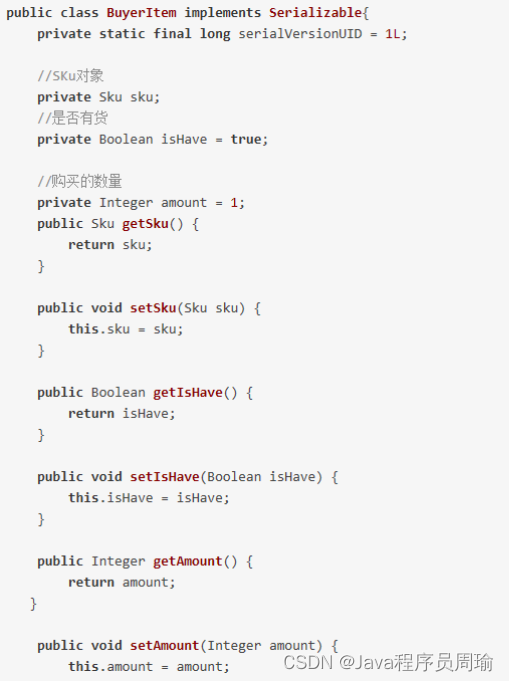 public class BuyerItem implements Serializable{
private static final long serialVersionUID = 1L;
//SKu对象
private Sku sku;
//是否有货
private Boolean isHave = true;
//购买的数量
private Integer amount = 1;
public Sku getSku() {
return sku;
}
public void setSku(Sku sku) {
this.sku = sku;
}
public Boolean getIsHave() {
return isHave;
}
public void setIsHave(Boolean isHave) {
this.isHave = isHave;
}
public Integer getAmount() {
return amount;
}
public void setAmount(Integer amount) {
this.amount = amount;
CSDN @Java程序员周瑜